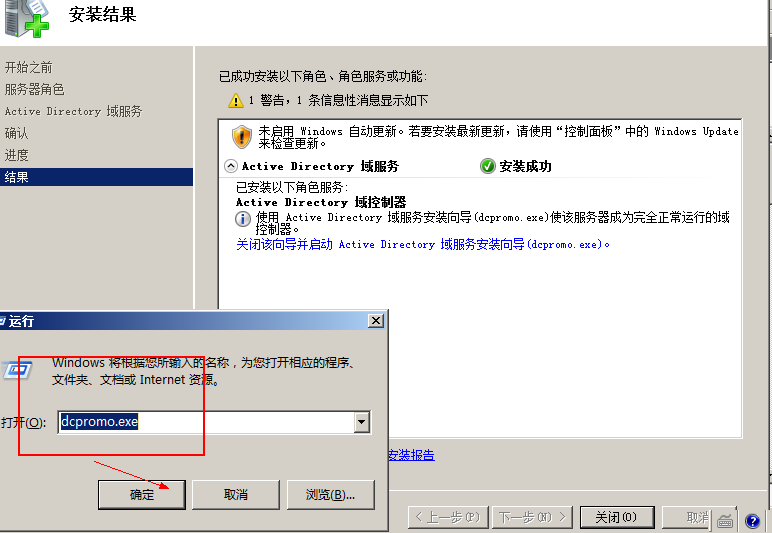 安装结果
开始之前
服务器角色
Active Directory 域服务
确认
进度
结果
已成功安装以下角色、角色服务或功能:
1 警告，1 条信息性消息显示如下
未启用 Windows 自动更新。若要安装最新更新，请使用“控制面板”中的 Windows Update
来检查更新。
Active Directory 域服务
安装成功
已安装以下角色服务:
Active Directory 域控制器
使用 Active Directory 域服务安装向导(dcpromo.exe)使该服务器成为完全正常运行的域
控制器。
关闭该向导并启动 Active Directory 域服务安装向导(dcpromo.exe)。
运行
Windows 将根据您所输入的名称，为您打开相应的程序、
文件夹、文档或 Internet 资源。
打开(O):
dcpromo.exe
安装报告
确定
取消
浏览(B)...
< 上一步(P)
下一步(N) >
关闭(O)
取消